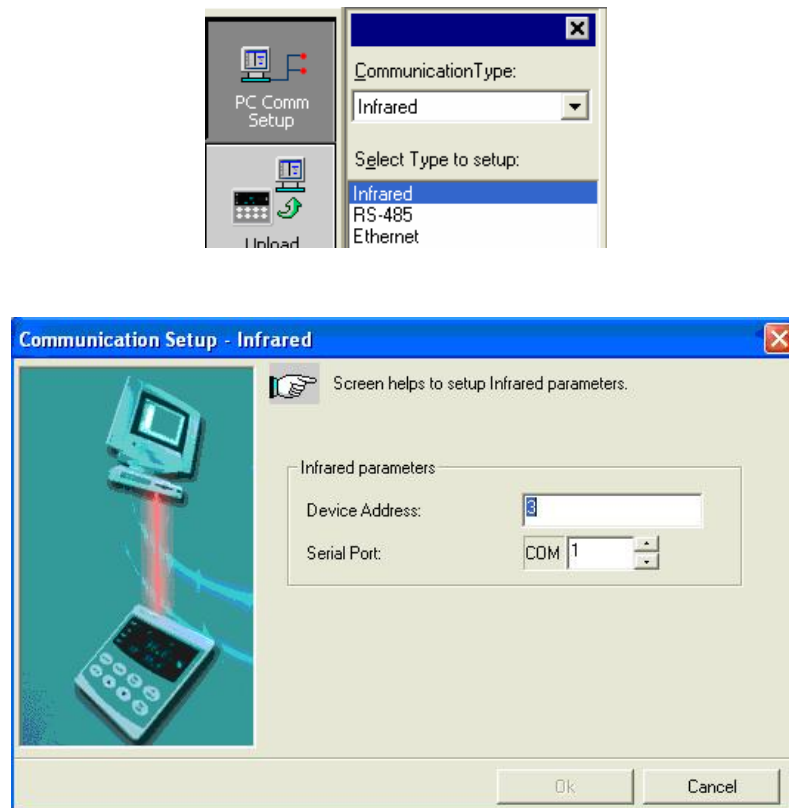 PC Comm
Setup
Upload
CommunicationType:
Infrared
Select Type to setup:
Infrared
RS-485
Ethernet
Communication Setup - Infrared
Screen helps to setup Infrared parameters.
Infrared parameters
Device Address: 3
Serial Port: COM 1
Ok Cancel